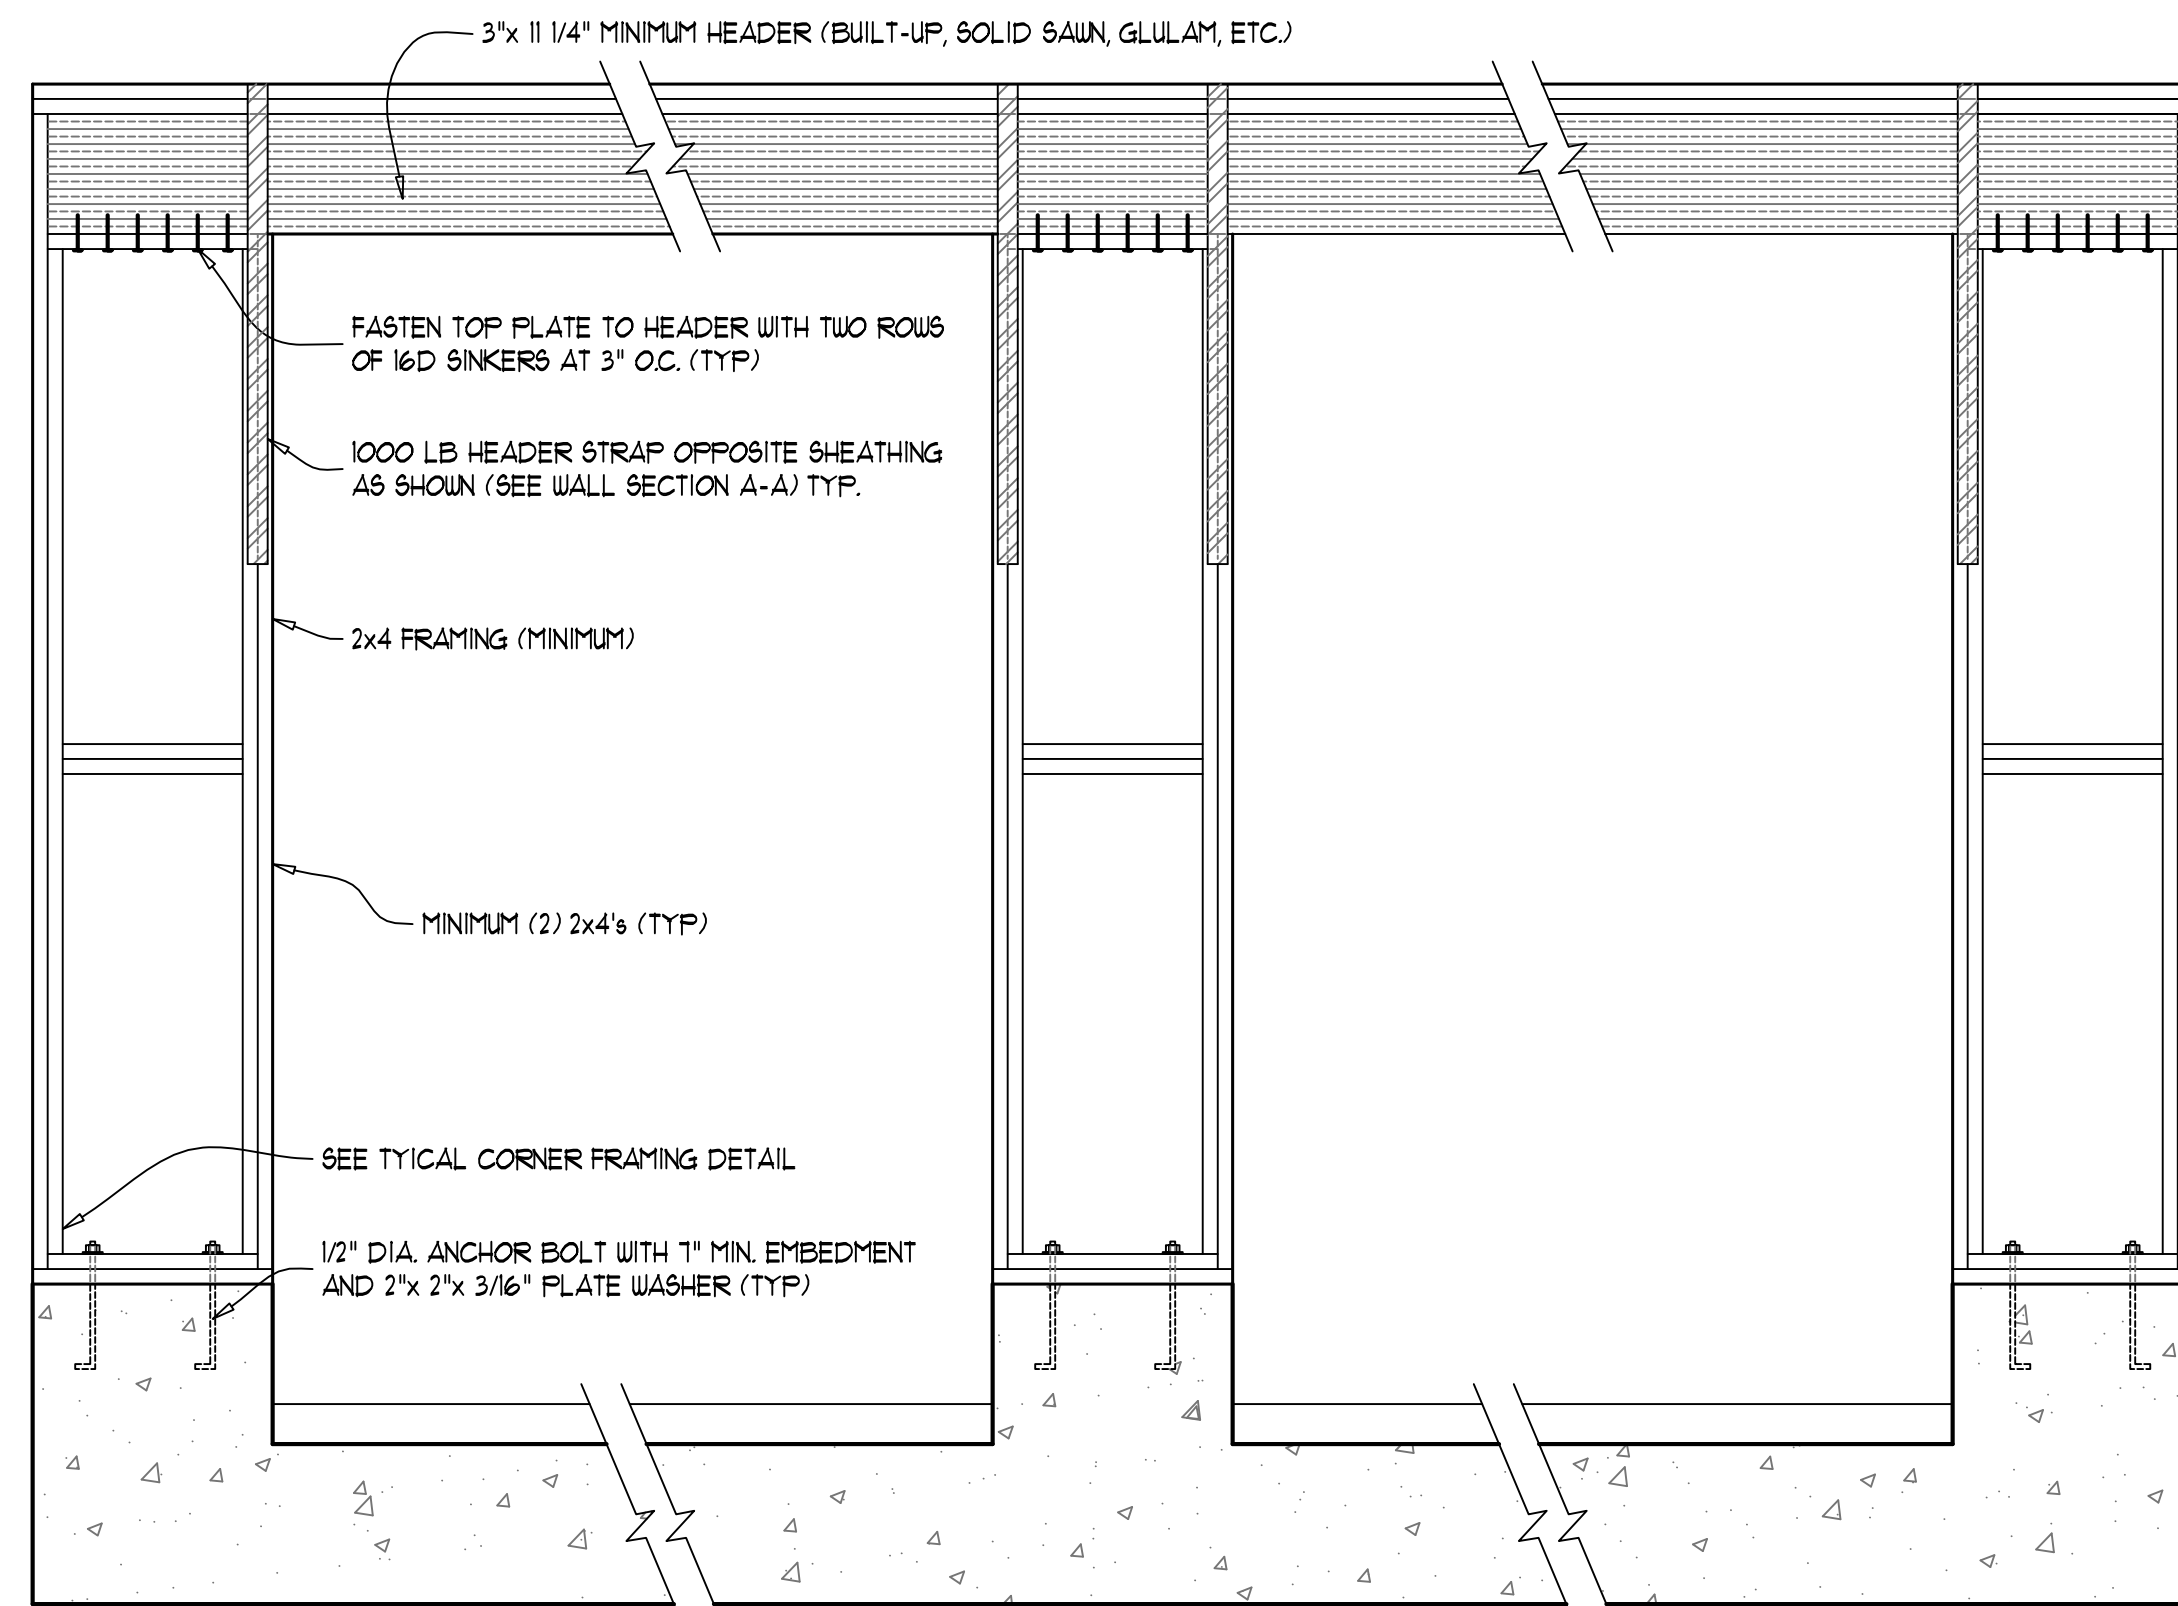 3"x 11 1/4" MINIMUM HEADER (BUILT-UP, SOLID SAWN, GLULAM, ETC.)
FASTEN TOP PLATE TO HEADER WITH TWO ROWS
OF 16D SINKERS AT 3" O.C. (TYP)
1000 LB HEADER STRAP OPPOSITE SHEATHING
AS SHOWN (SEE WALL SECTION A-A) TYP.
2x4 FRAMING (MINIMUM)
MINIMUM (2) 2x4's (TYP)
SEE TYICAL CORNER FRAMING DETAIL
1/2" DIA. ANCHOR BOLT WITH 7" MIN. EMBEDMENT
AND 2"x 2"x 3/16" PLATE WASHER (TYP)